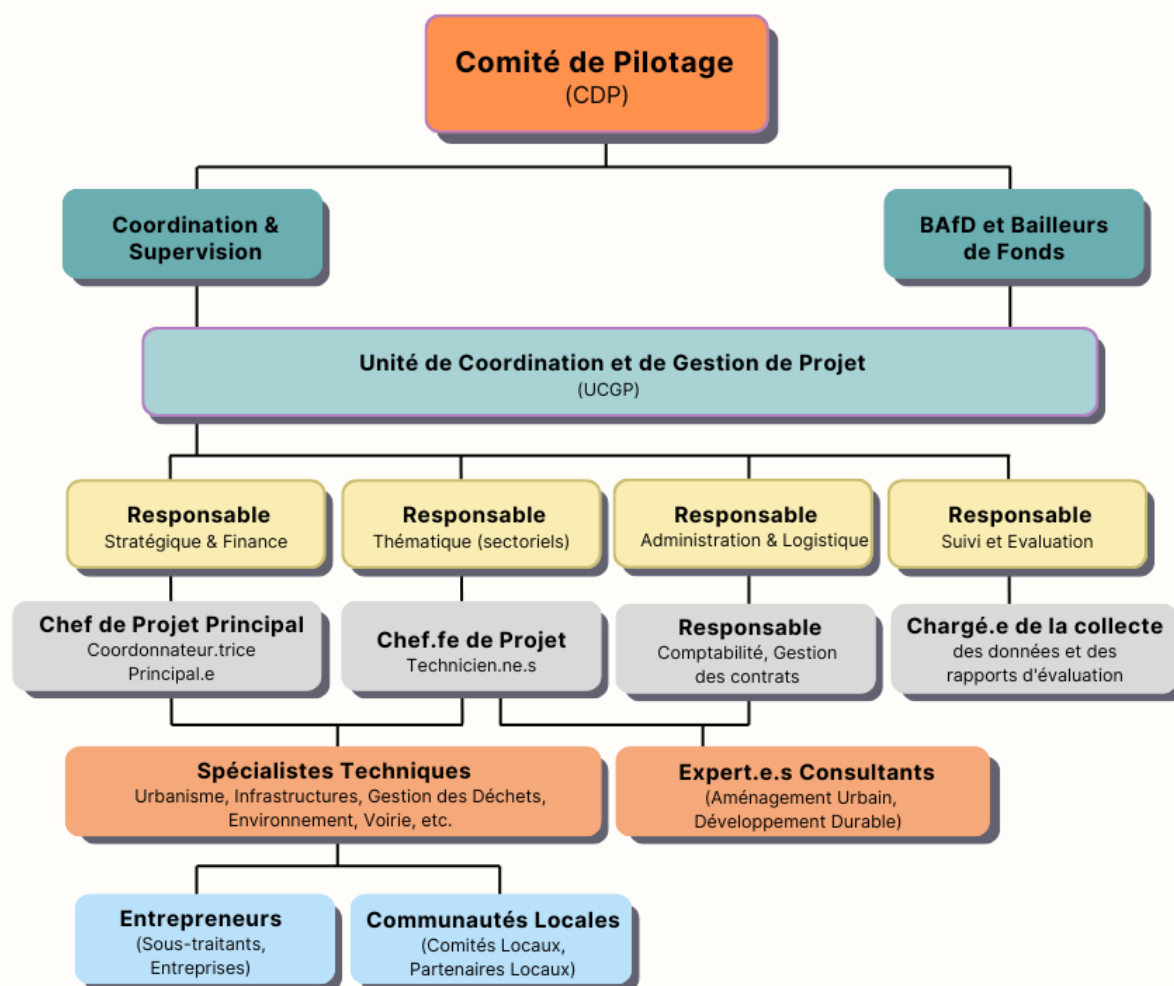 Comité de Pilotage
(CDP)
Coordination &
Supervision
BAfD et Bailleurs
de Fonds
Unité de Coordination et de Gestion de Projet
(UCGP)
Responsable
Stratégique & Finance
Responsable
Thématique (sectoriels)
Responsable
Administration & Logistique
Responsable
Suivi et Evaluation
Chef de Projet Principal
Coordonnateur.trice
Principal.e
Chef.fe de Projet
Technicien.ne.s
Responsable
Comptabilité, Gestion
des contrats
Chargé.e de la collecte
des données et des
rapports d'évaluation
Spécialistes Techniques
Urbanisme, Infrastructures, Gestion des Déchets,
Environnement, Voirie, etc.
Expert.e.s Consultants
(Aménagement Urbain,
Développement Durable)
Entrepreneurs
(Sous-traitants,
Entreprises)
Communautés Locales
(Comités Locaux,
Partenaires Locaux)